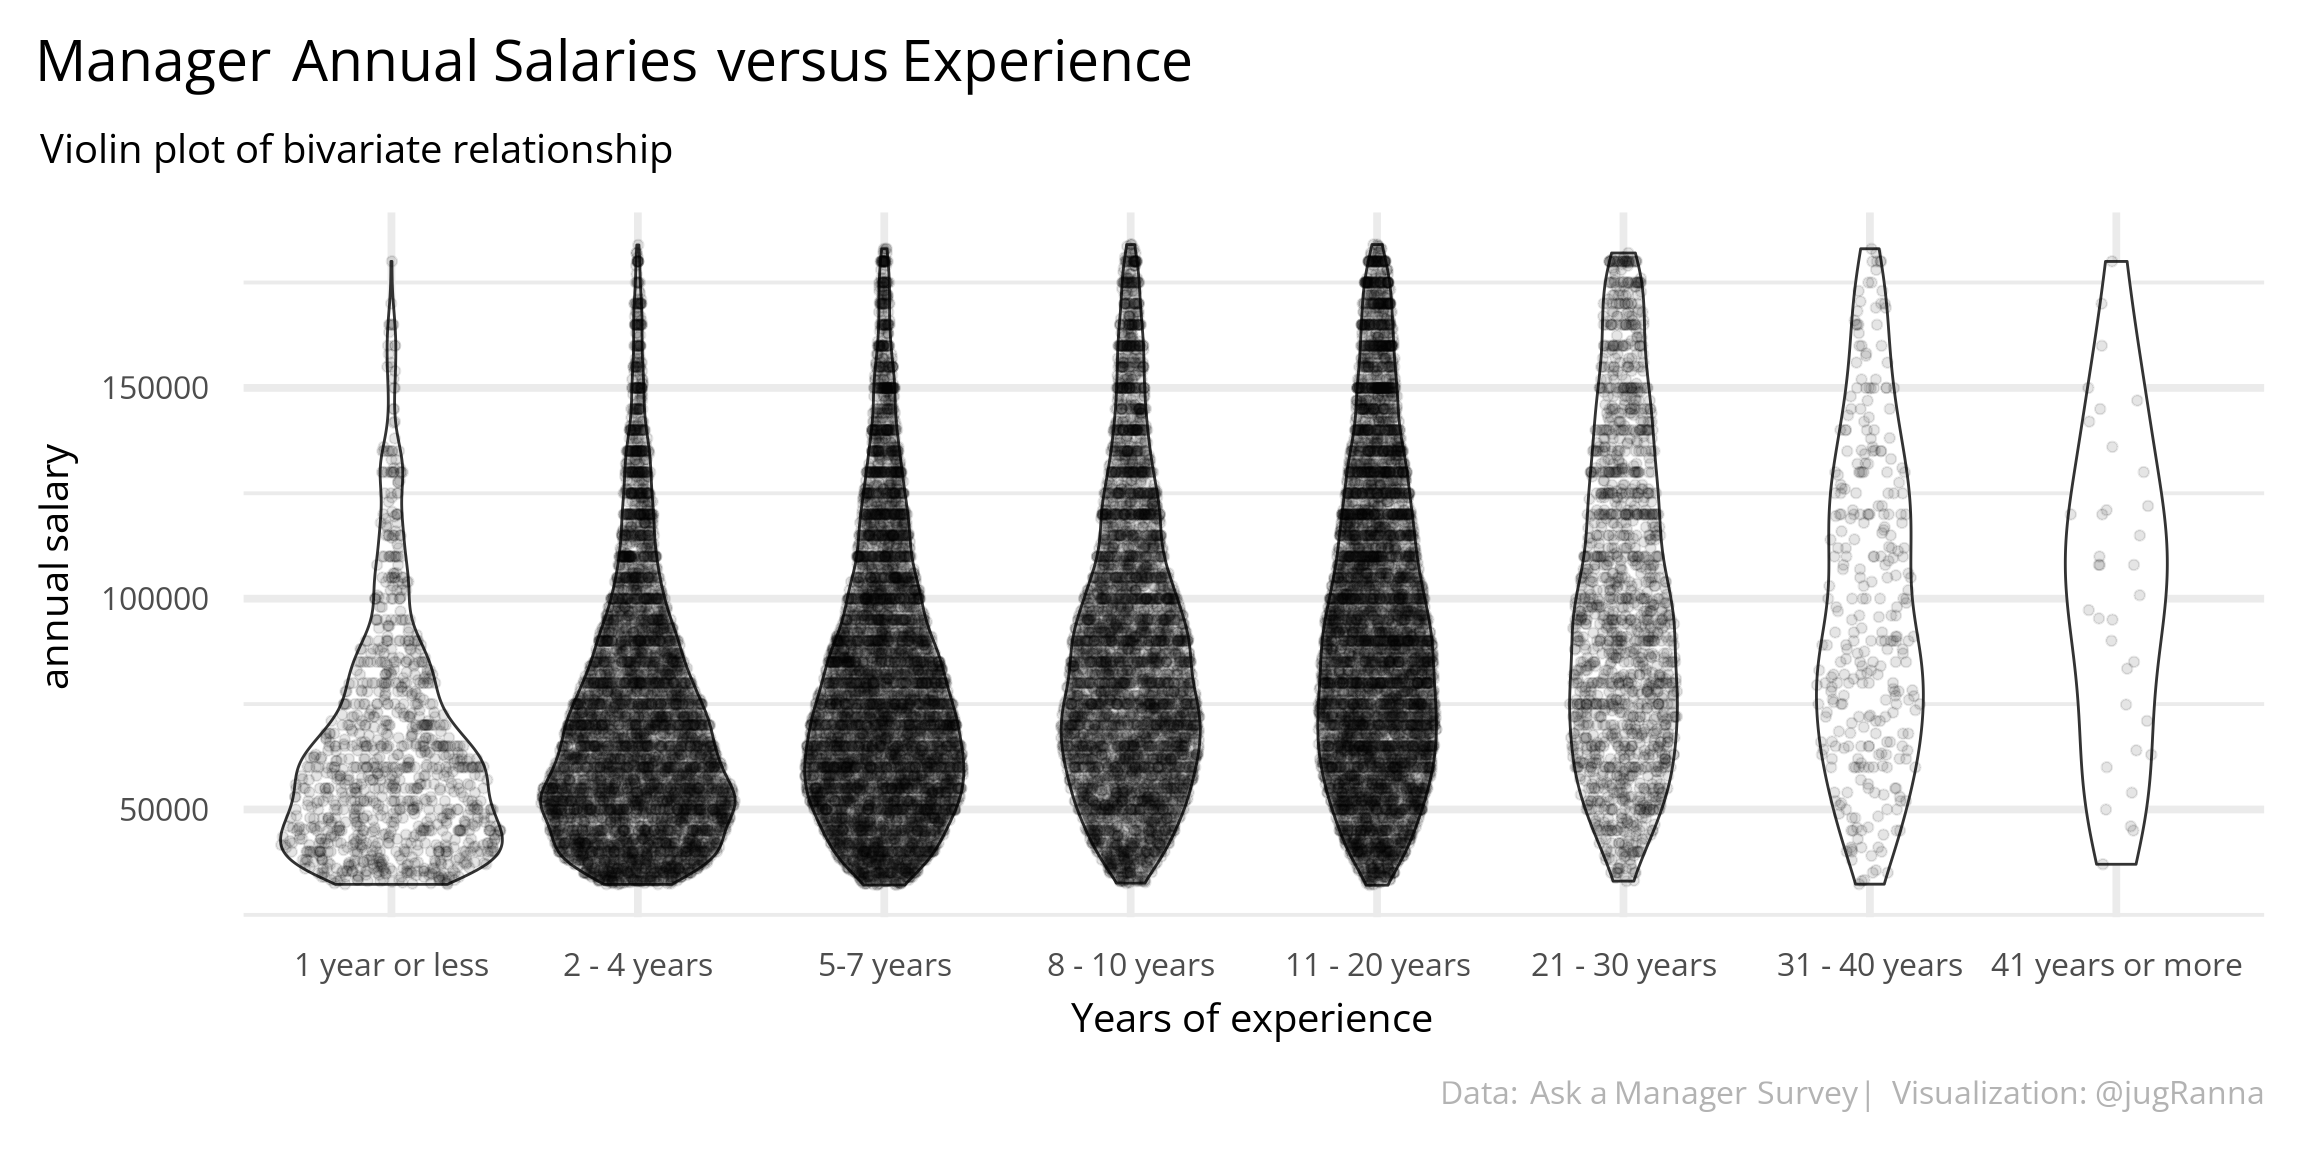 Manager Annual Salaries versus Experience
Violin plot of bivariate relationship
annual salary
150000
100000
50000
1 year or less
2 - 4 years
5-7 years
8 - 10 years
11 - 20 years
21 - 30 years
31 - 40 years
41 years or more
Years of experience
Data: Ask a Manager Survey| Visualization: @jugRanna